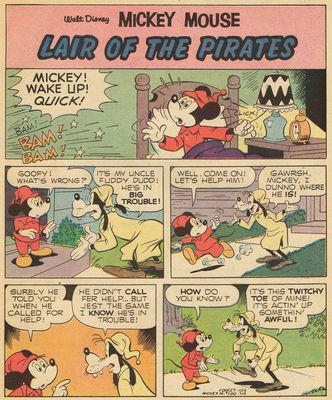 Walt Disney MICKEY MOUSE
LAIR OF THE PIRATES
MICKEY!
WAKE UP!
QUICK!
BAM!
BAM!
BAM!
CLICK!
GOOFY!
WHAT'S WRONG?
IT'S MY UNCLE
FUDDY DUDD!
HE'S IN
BIG
TROUBLE!
WELL, COME ON!
LET'S HELP HIM!
GAWRSH,
MICKEY, I
DUNNO WHERE
HE IS!
SURELY HE
TOLD YOU
WHEN HE
CALLED FOR
HELP!
HE DIDN'T CALL
FER HELP... BUT
JEST THE SAME
I KNOW HE'S IN
TROUBLE!
HOW DO
YOU KNOW?
IT'S THIS TWITCHY
TOE OF MINE!
IT'S ACTIN' UP
SOMETHIN'
AWFUL!